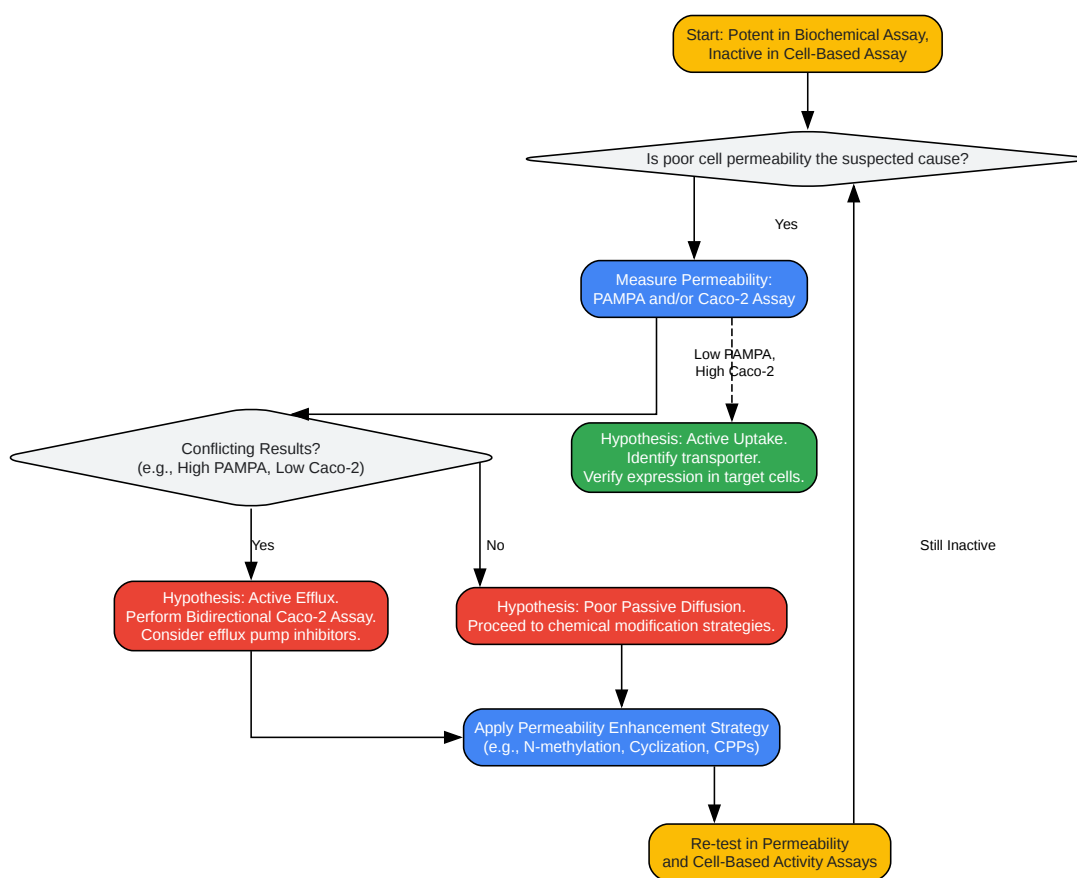 Start: Potent in Biochemical Assay,
Inactive in Cell-Based Assay
Is poor cell permeability the suspected cause?
Yes
Measure Permeability:
PAMPA and/or Caco-2 Assay
Low PAMPA,
High Caco-2
Conflicting Results?
(e.g., High PAMPA, Low Caco-2)
Hypothesis: Active Uptake.
Identify transporter.
Verify expression in target cells.
Yes
No
Still Inactive
Hypothesis: Active Efflux.
Perform Bidirectional Caco-2 Assay.
Consider efflux pump inhibitors.
Hypothesis: Poor Passive Diffusion.
Proceed to chemical modification strategies.
Apply Permeability Enhancement Strategy
(e.g., N-methylation, Cyclization, CPPs)
Re-test in Permeability
and Cell-Based Activity Assays